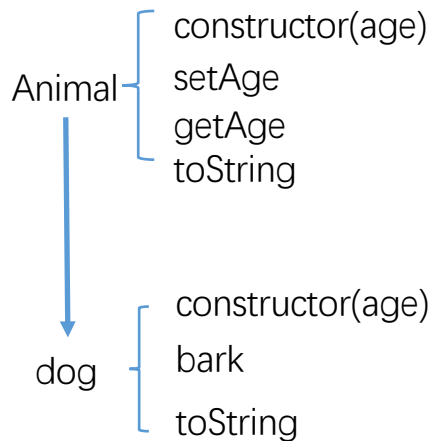 constructor(age)
Animal
setAge
getAge
toString
constructor(age)
dog
bark
toString